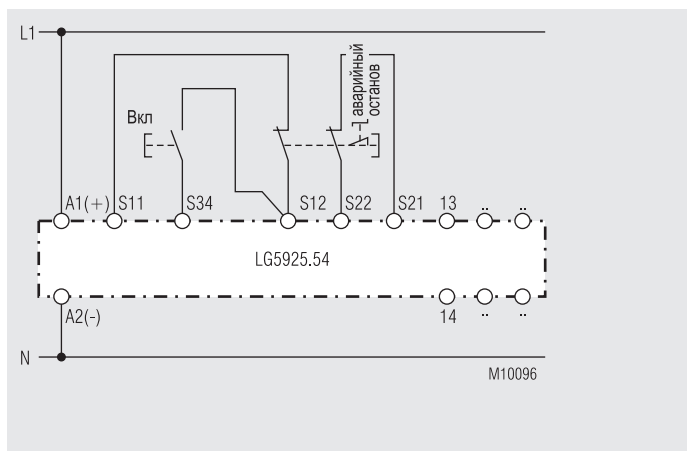 L1
аварийный
останов
Вкл
A1(+) S11 S34 S12 S22 S21 13 .. ..
LG5925.54
A2(-) 14 .. ..
N
M10096